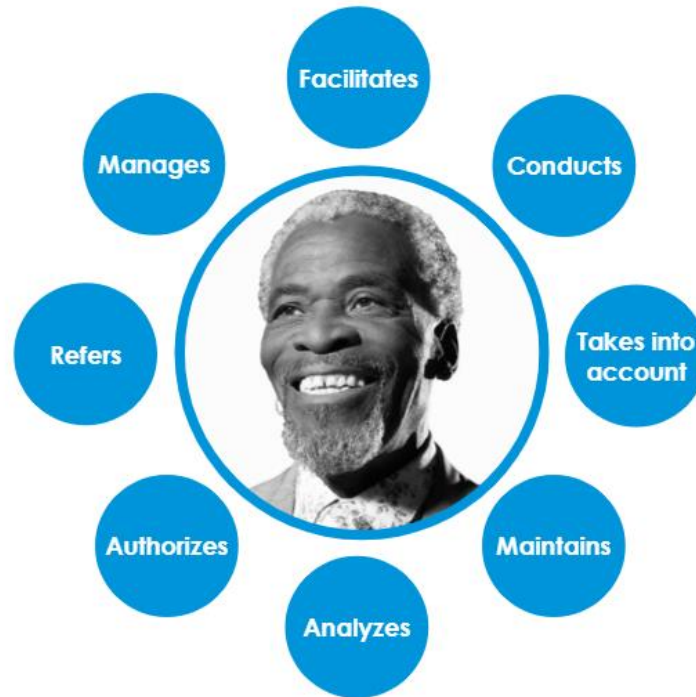 Facilitates
Manages
Conducts
Refers
Takes into
account
Authorizes
Maintains
Analyzes